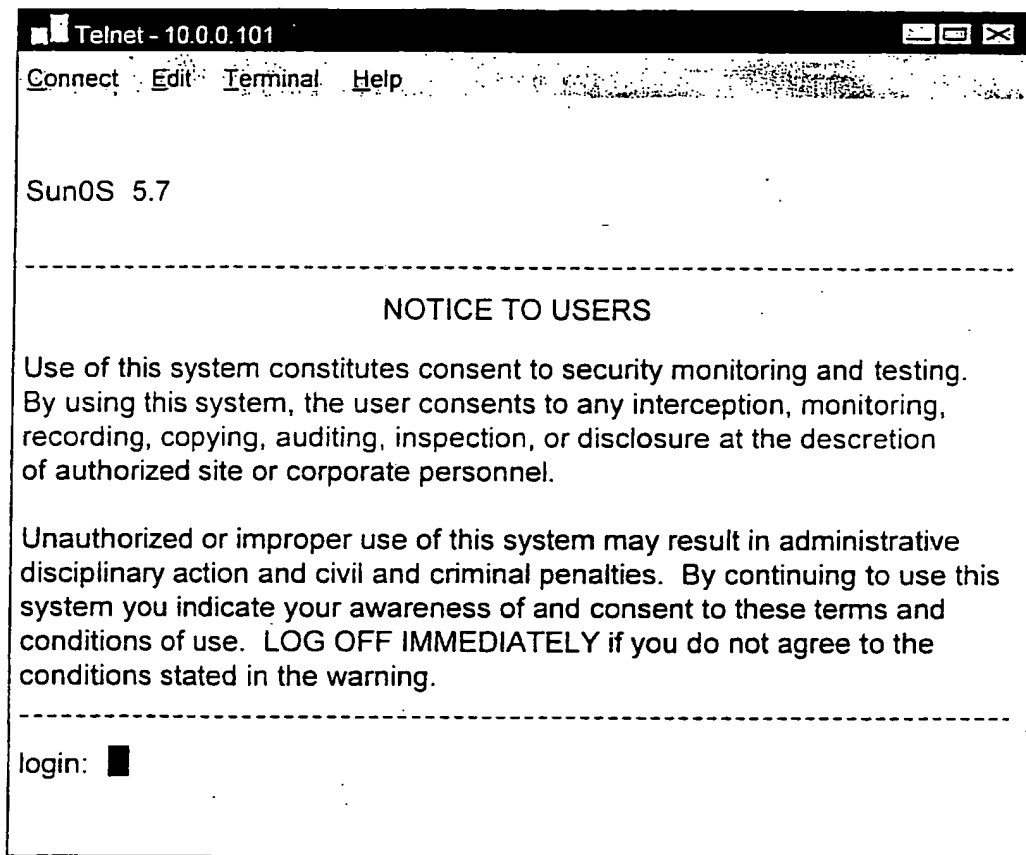 Telnet - 10.0.0.101
Connect Edit Terminal Help
SunOS 5.7
NOTICE TO USERS
Use of this system constitutes consent to security monitoring and testing.
By using this system, the user consents to any interception, monitoring,
recording, copying, auditing, inspection, or disclosure at the descretion
of authorized site or corporate personnel.
Unauthorized or improper use of this system may result in administrative
disciplinary action and civil and criminal penalties. By continuing to use this
system you indicate your awareness of and consent to these terms and
conditions of use. LOG OFF IMMEDIATELY if you do not agree to the
conditions stated in the warning.
login: